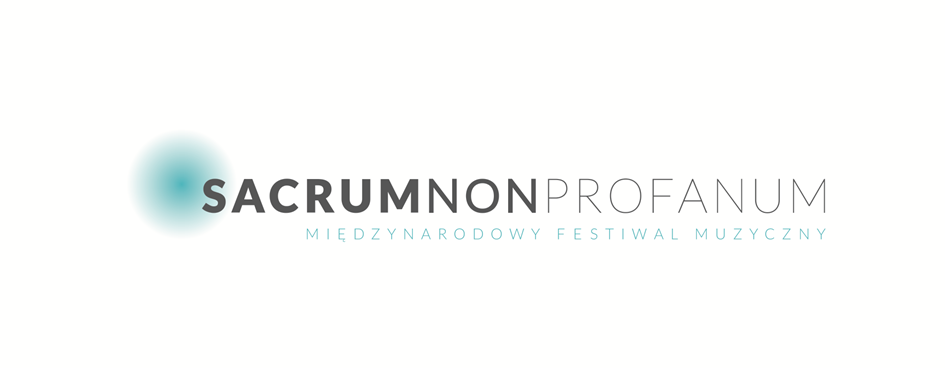 SACRUMNONPROFANUM
MIĘDZYNARODOWY FESTIWAL MUZYCZNY